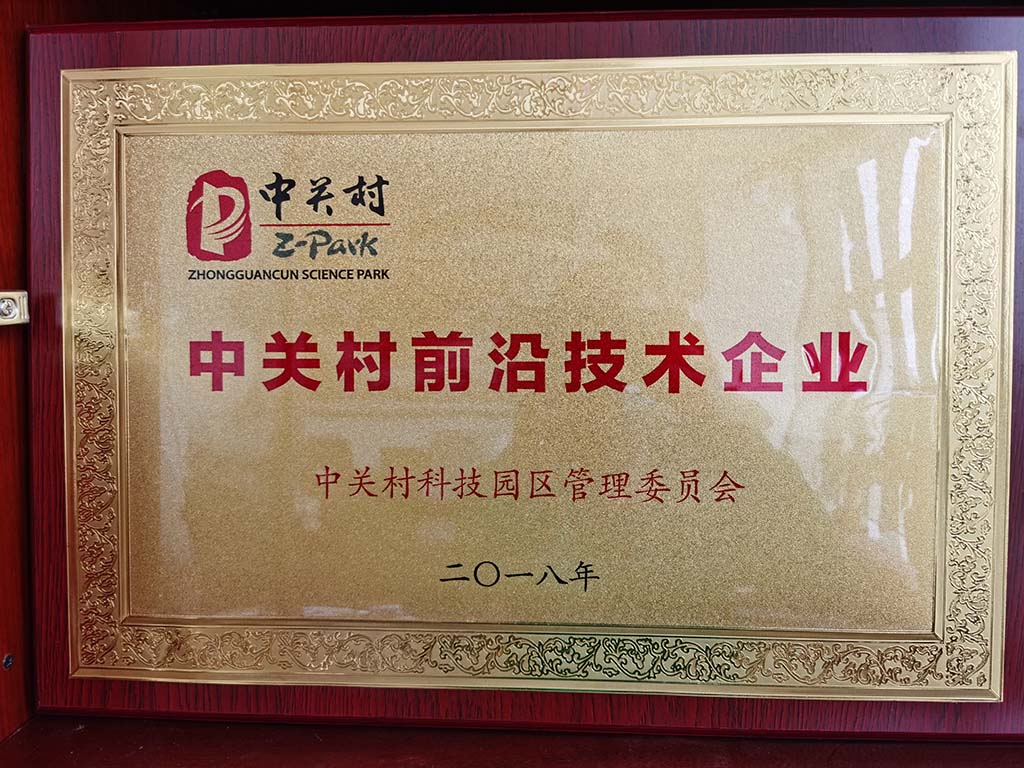 中关村
Z-Park
ZHONGGUANCUN SCIENCE PARK
中关村前沿技术企业
中关村科技园区管理委员会
二〇一八年